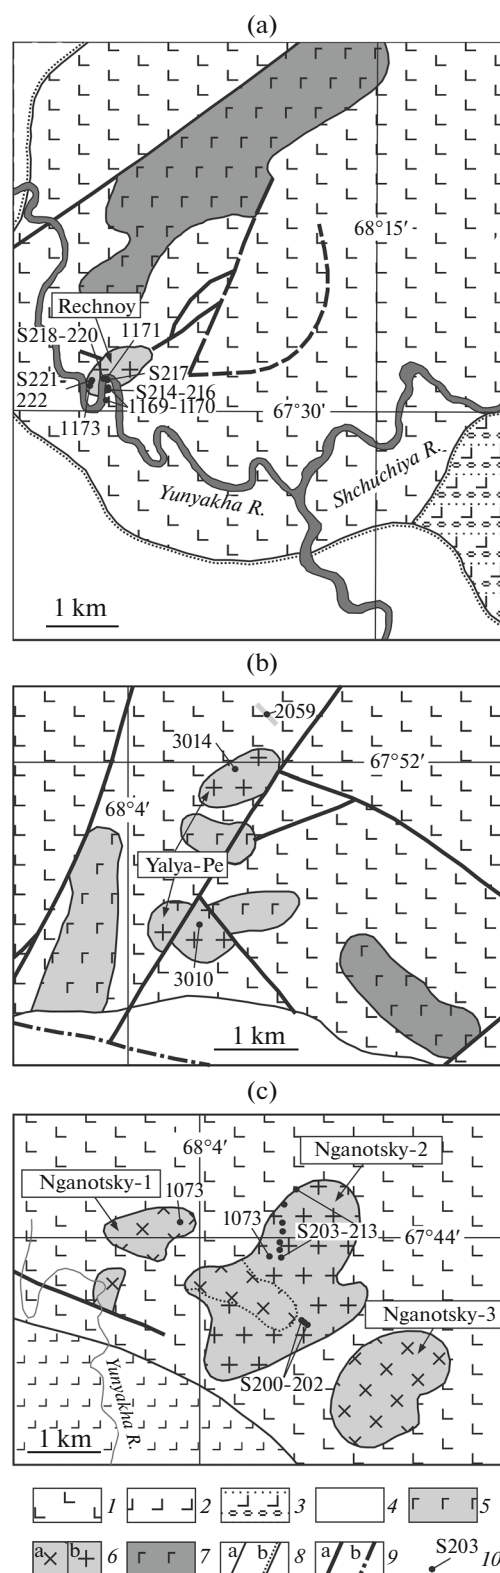 (a)
68°15′
Rechnoy
S218-220 1171
S217
S221-
222
S214-216
1169-1170
1173
67°30'
Yunyakha R.
Shchuchiya R.
1 km
(b)
2059
3014
67°52′
68°4′
Yalya-Pe
3010
1 km
(c)
68°4′
Nganotsky-2
Nganotsky-1
1073
1073
S203-213
67°44′
Nganotsky-3
S200-202
Yunyakha R.
1 km
1 2 3 4 5
a b 6 7 a b 8 a b 9 S203 10